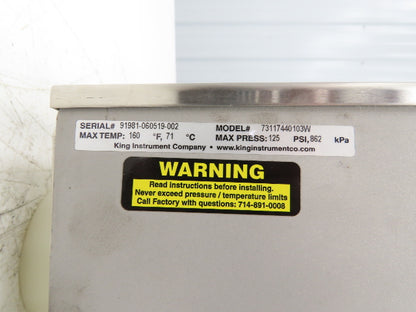 SERIAL# 91981-060519-002 MODEL# 73117440103W
MAX TEMP: 160 °F, 71 °C MAX PRESS: 125 PSI, 862 kPa
King Instrument Company • www.kinginstrumentco.com
WARNING
Read Instructions before installing.
Never exceed pressure / temperature limits
Call Factory with questions: 714-891-0008